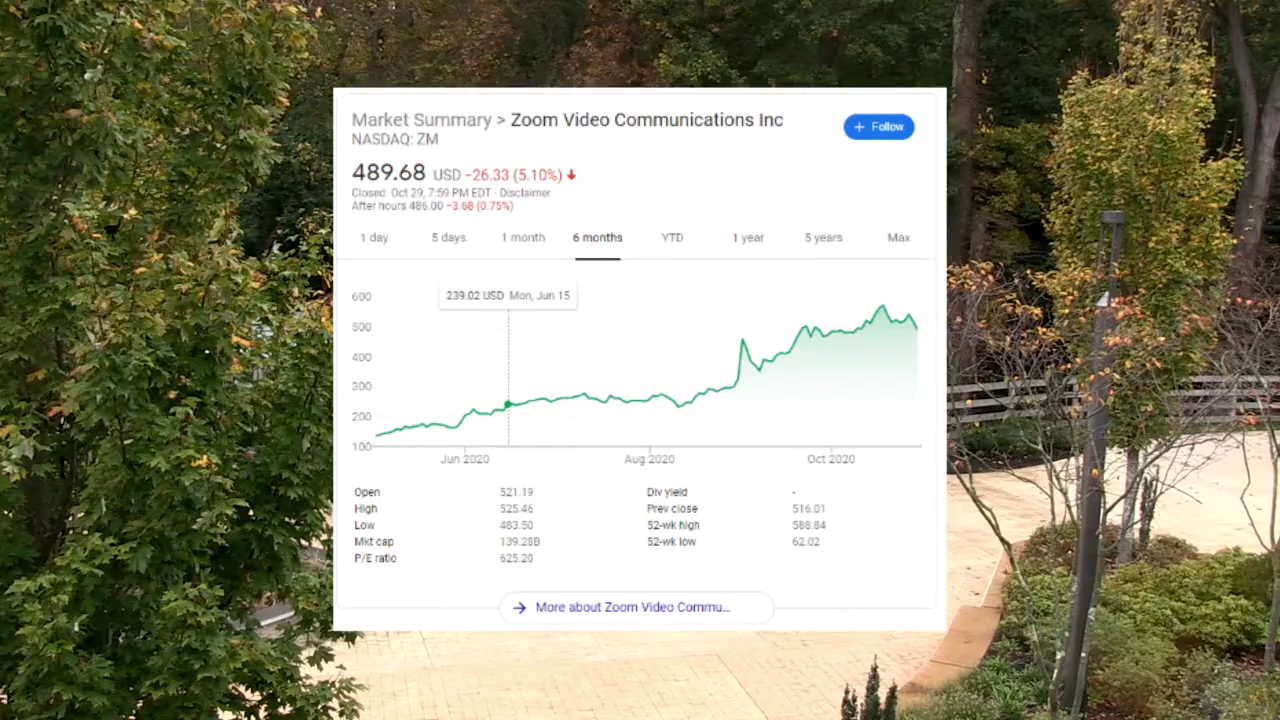 Market Summary > Zoom Video Communications Inc
NASDAQ: ZM
+ Follow
489.68 USD −26.33 (5.10%) ↓
Closed: Oct 29, 7:59 PM EDT · Disclaimer
After hours 486.00 −3.68 (0.75%)
1 day 5 days 1 month 6 months YTD 1 year 5 years Max
239.02 USD Mon, Jun 15
600
500
400
300
200
100
Jun 2020 Aug 2020 Oct 2020
Open 521.19 Div yield -
High 525.46 Prev close 516.01
Low 483.50 52-wk high 588.84
Mkt cap 139.28B 52-wk low 62.02
P/E ratio 625.20
→ More about Zoom Video Commu...